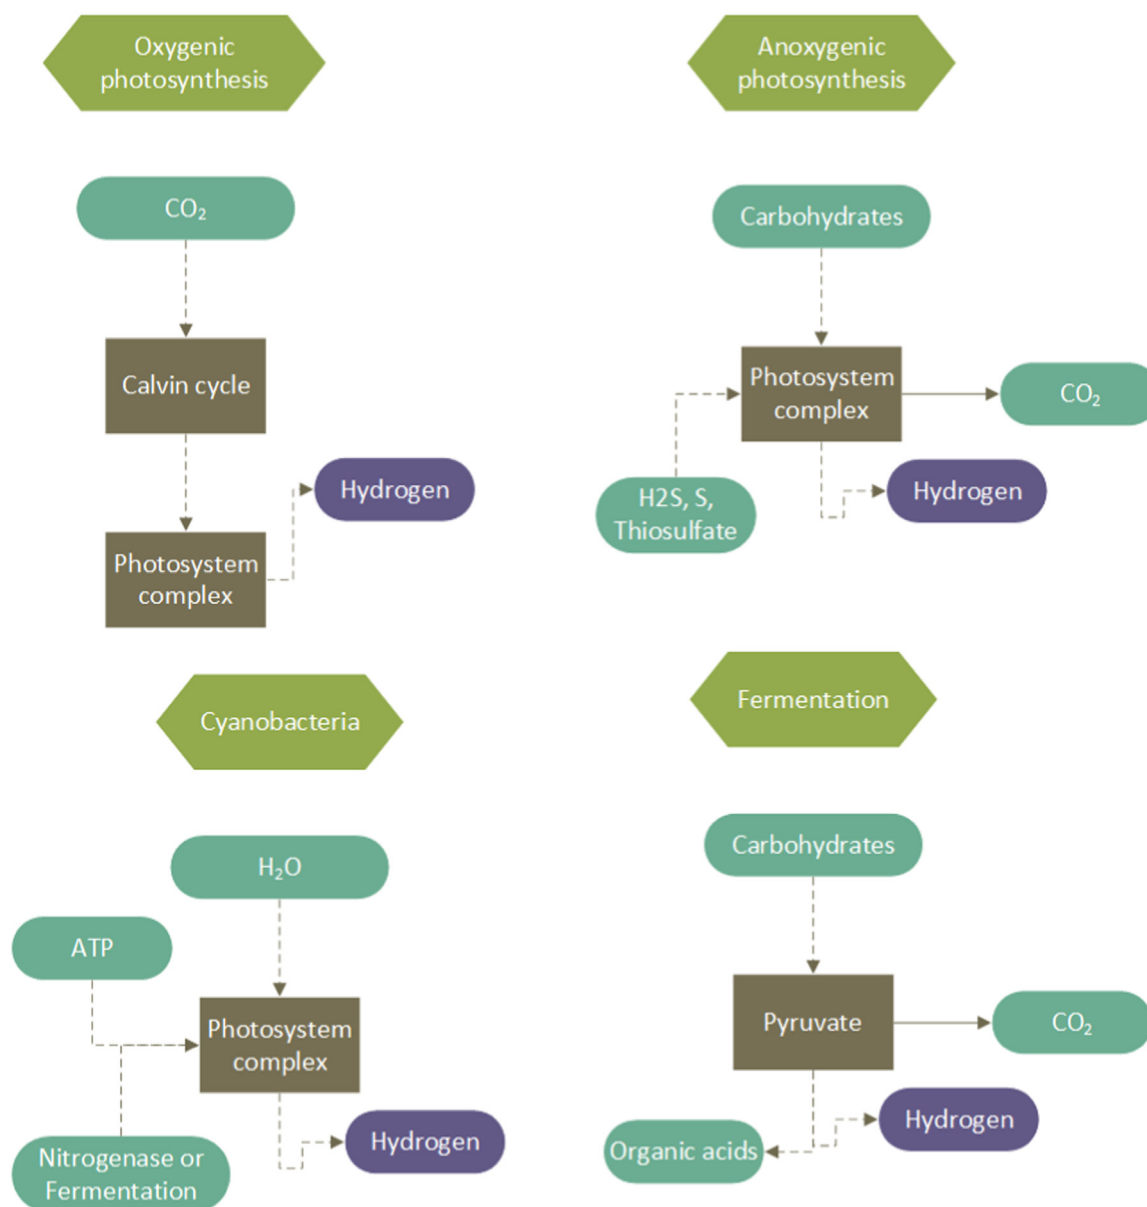 Oxygenic
photosynthesis
CO₂
Calvin cycle
Hydrogen
Photosystem
complex
Anoxygenic
photosynthesis
Carbohydrates
Photosystem
complex
CO₂
H2S, S,
Thiosulfate
Hydrogen
Cyanobacteria
H₂O
ATP
Photosystem
complex
Hydrogen
Nitrogenase or
Fermentation
Fermentation
Carbohydrates
Pyruvate
CO₂
Hydrogen
Organic acids